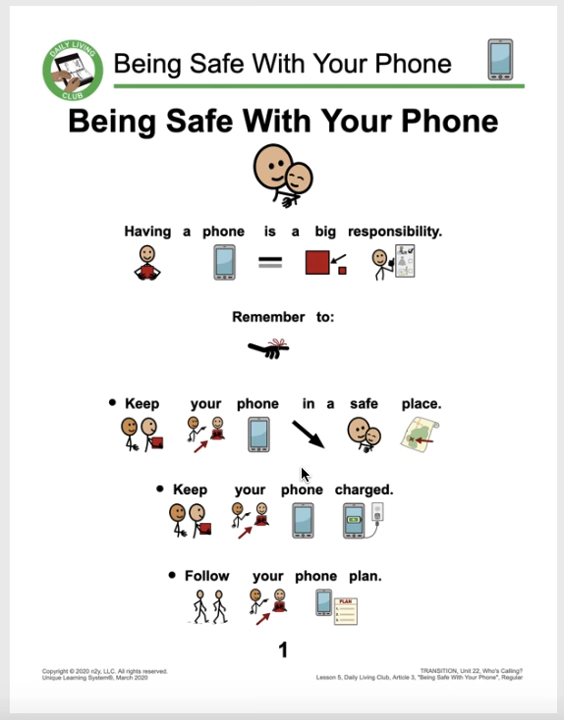 DAILY LIVING
CLUB
Being Safe With Your Phone
Being Safe With Your Phone
Having a phone is a big responsibility.
Remember to:
• Keep your phone in a safe place.
• Keep your phone charged.
• Follow your phone plan.
PLAN
1
Copyright © 2020 n2y, LLC. All rights reserved.
Unique Learning System®, March 2020
TRANSITION, Unit 22, Who's Calling?
Lesson 5, Daily Living Club, Article 3, "Being Safe With Your Phone", Regular